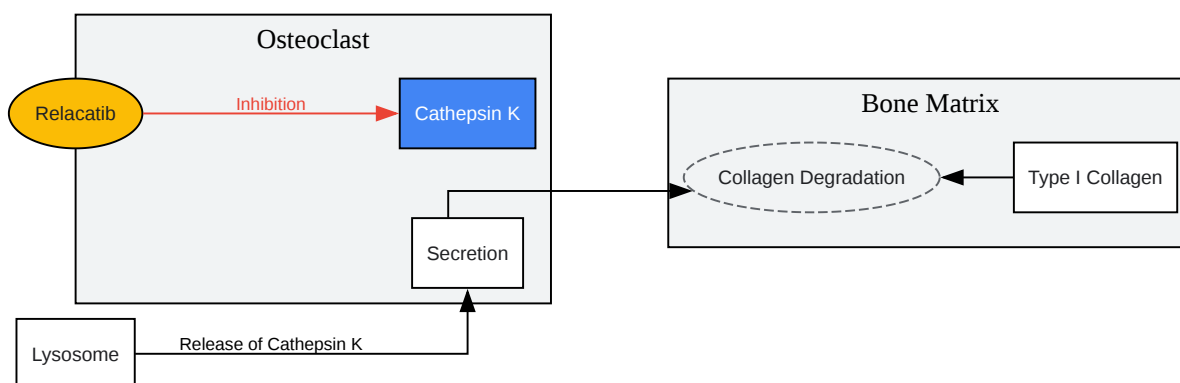 Osteoclast
Relacatib
Inhibition
Cathepsin K
Secretion
Lysosome
Release of Cathepsin K
Bone Matrix
Collagen Degradation
Type I Collagen